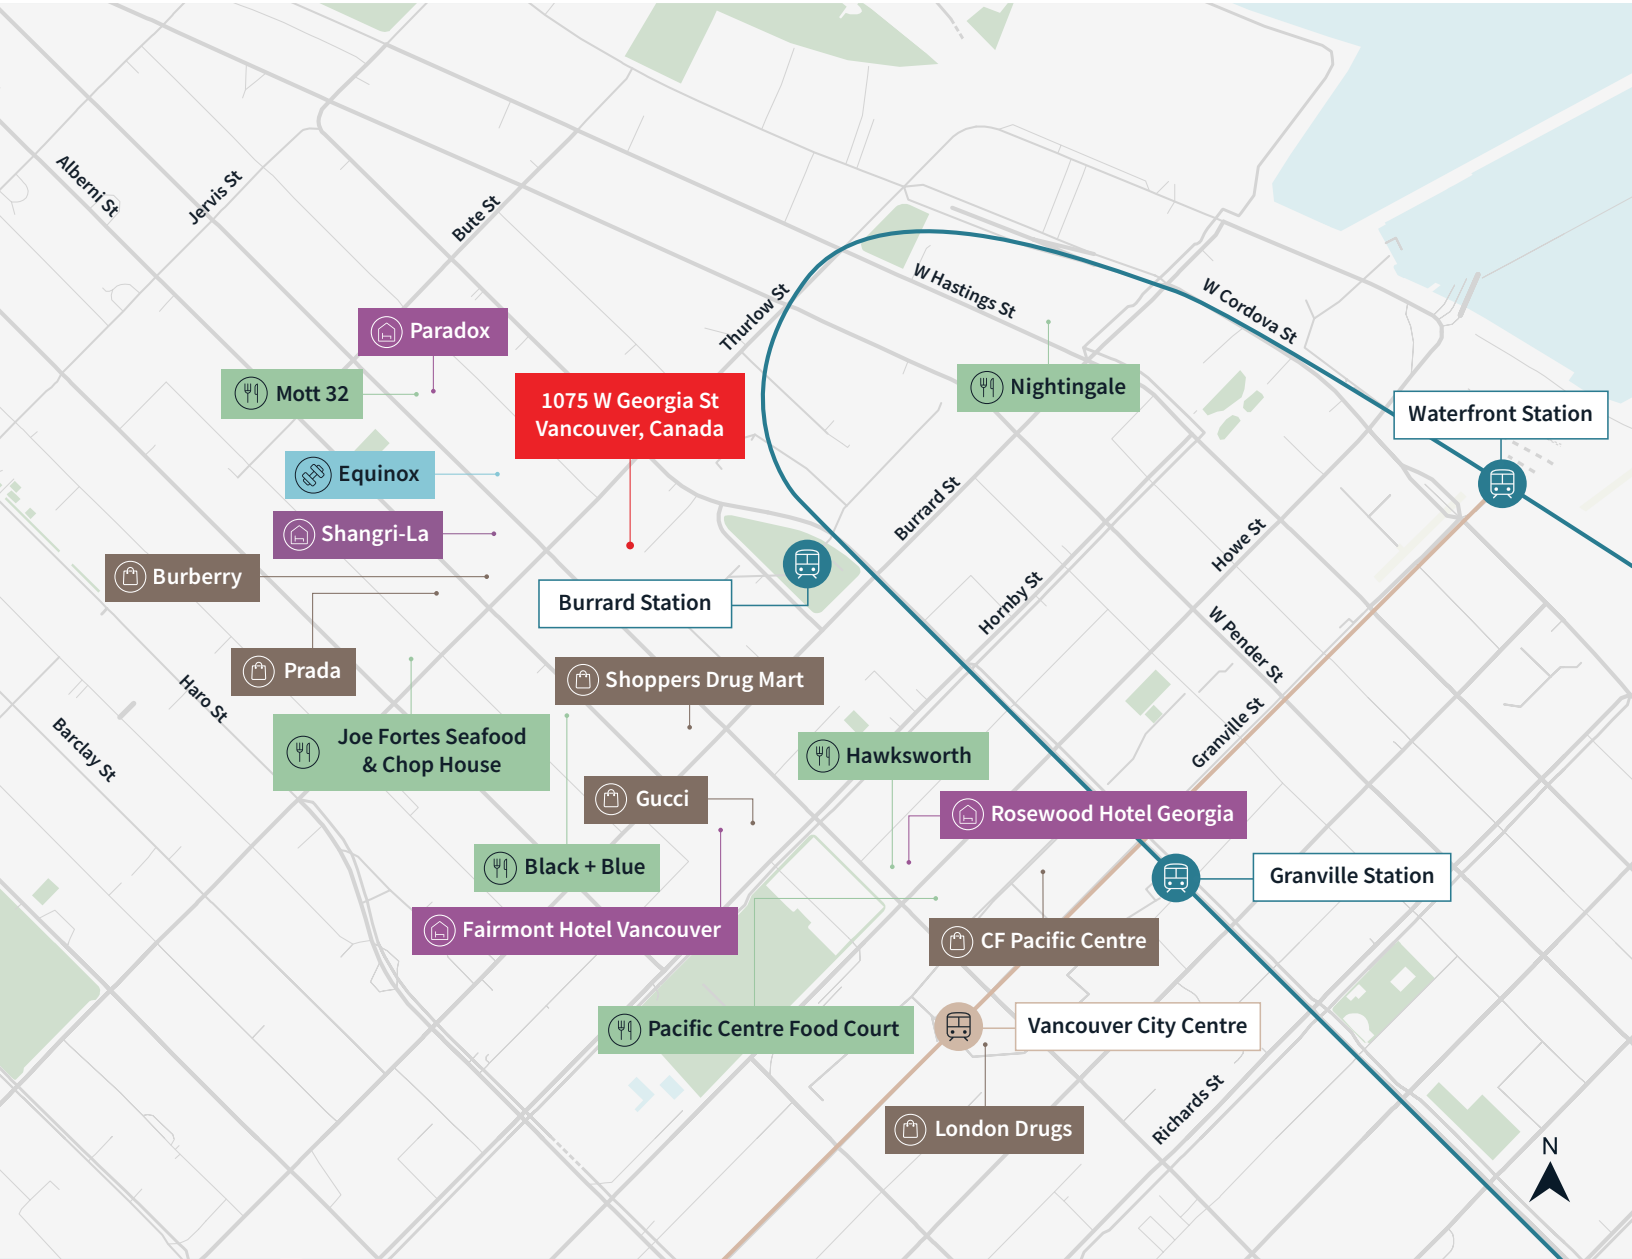 Alberni St
Jervis St
Bute St
Thurlow St
W Hastings St
W Cordova St
Paradox
Mott 32
1075 W Georgia St
Vancouver, Canada
Nightingale
Waterfront Station
Equinox
Shangri-La
Burrard St
Howe St
Burberry
Burrard Station
Hornby St
W Pender St
Prada
Shoppers Drug Mart
Haro St
Barclay St
Joe Fortes Seafood
& Chop House
Granville St
Hawksworth
Gucci
Rosewood Hotel Georgia
Black + Blue
Granville Station
Fairmont Hotel Vancouver
CF Pacific Centre
Pacific Centre Food Court
Vancouver City Centre
Richards St
London Drugs
N